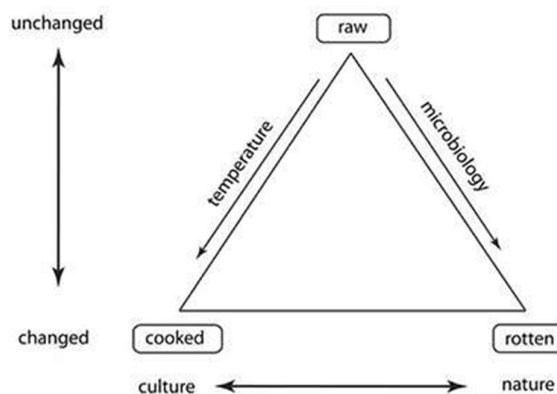 unchanged
raw
temperature
microbiology
changed
cooked
rotten
culture
nature